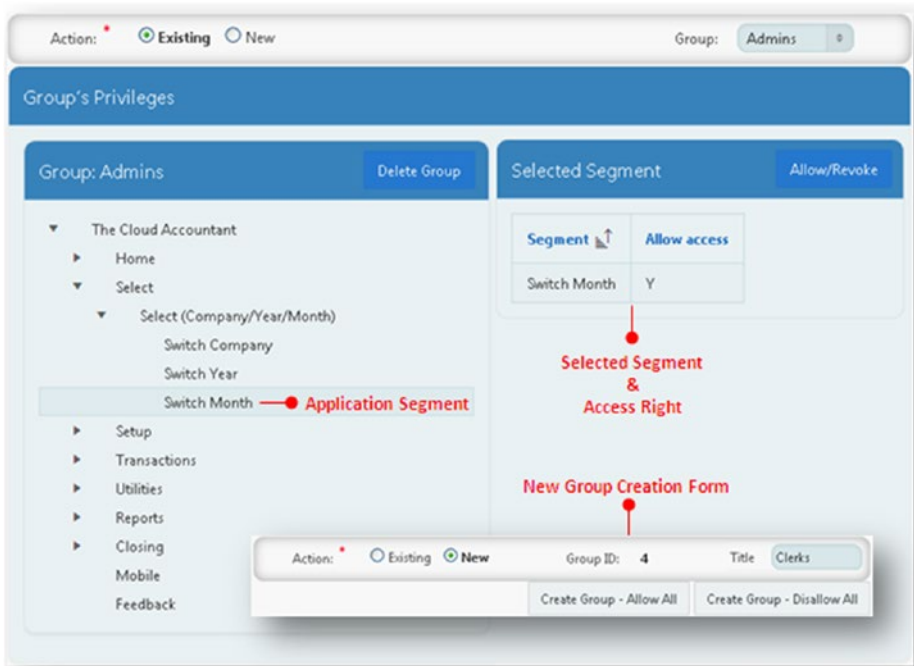 Action: * Existing New Group: Admins
Group's Privileges
Group: Admins Delete Group
The Cloud Accountant
Home
Select
Select (Company/Year/Month)
Switch Company
Switch Year
Switch Month Application Segment
Setup
Transactions
Utilities
Reports
Closing
Mobile
Feedback
Selected Segment Allow/Revoke
Segment Allow access
Switch Month Y
Selected Segment
&
Access Right
New Group Creation Form
Action: * Existing New Group ID: 4 Title Clerks
Create Group - Allow All Create Group - Disallow All